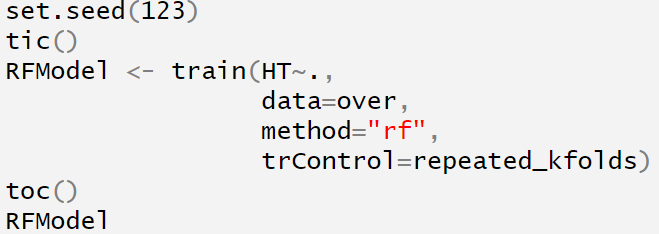 set.seed(123)
tic()
RFModel <- train(HT~.,
                 data=over,
                 method="rf",
                 trControl=repeated_kfolds)
toc()
RFModel